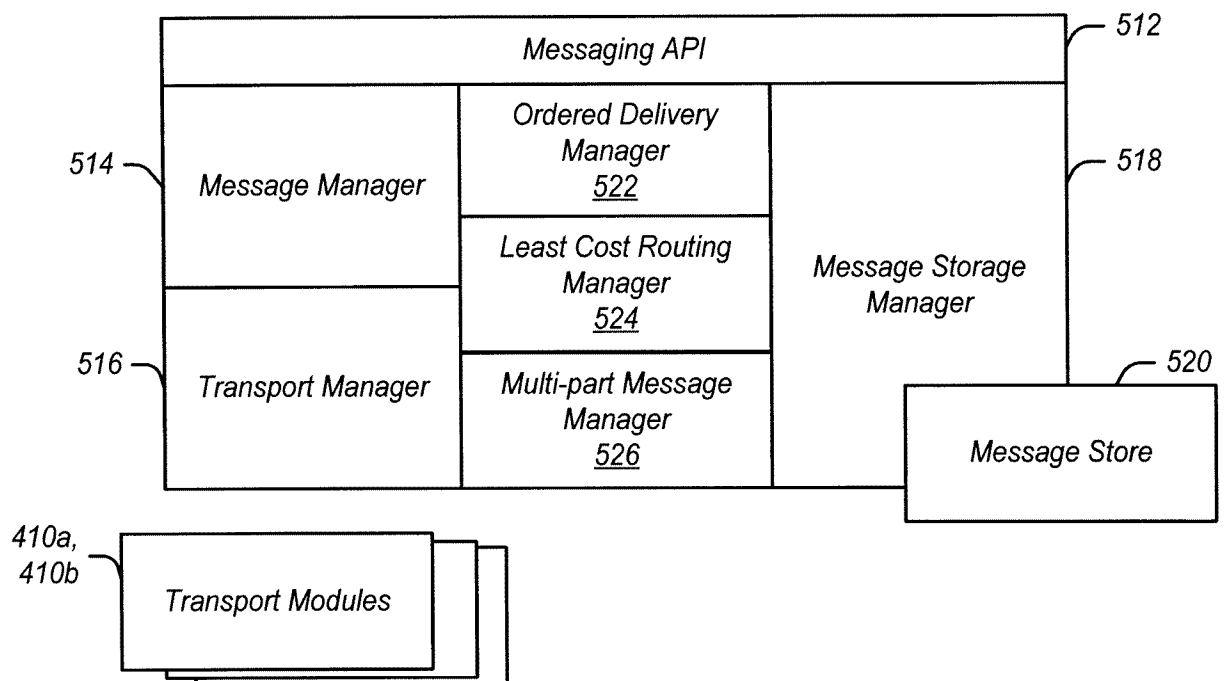 512
Messaging API
Ordered Delivery
Manager
522
514
518
Message Manager
Least Cost Routing
Manager
524
Message Storage
Manager
516
Transport Manager
Multi-part Message
Manager
526
520
Message Store
410a,
410b
Transport Modules